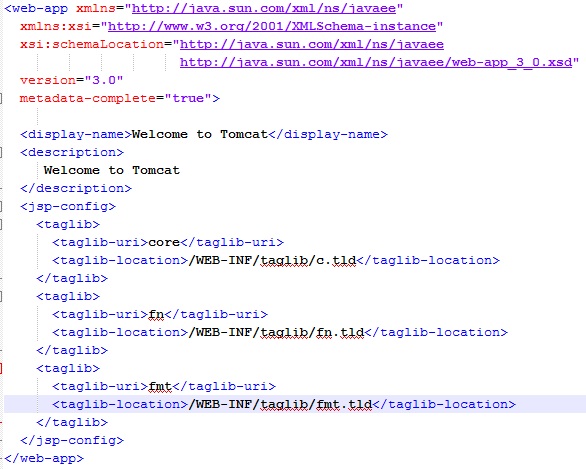 <web-app xmlns="http://java.sun.com/xml/ns/javaee"
xmlns:xsi="http://www.w3.org/2001/XMLSchema-instance"
xsi:schemaLocation="http://java.sun.com/xml/ns/javaee
http://java.sun.com/xml/ns/javaee/web-app_3_0.xsd"
version="3.0"
metadata-complete="true">
<display-name>Welcome to Tomcat</display-name>
<description>
Welcome to Tomcat
</description>
<jsp-config>
<taglib>
<taglib-uri>core</taglib-uri>
<taglib-location>/WEB-INF/taglib/c.tld</taglib-location>
</taglib>
<taglib>
<taglib-uri>fn</taglib-uri>
<taglib-location>/WEB-INF/taglib/fn.tld</taglib-location>
</taglib>
<taglib>
<taglib-uri>fmt</taglib-uri>
<taglib-location>/WEB-INF/taglib/fmt.tld</taglib-location>
</taglib>
</jsp-config>
</web-app>